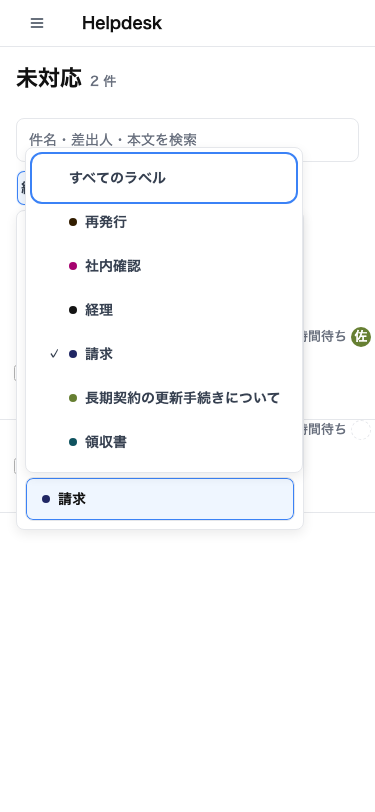 Helpdesk
未対応 2 件
件名・差出人・本文を検索
すべてのラベル
再発行
社内確認
経理
✓ 請求
長期契約の更新手続きについて
領収書
間待ち 佐
間待ち
請求